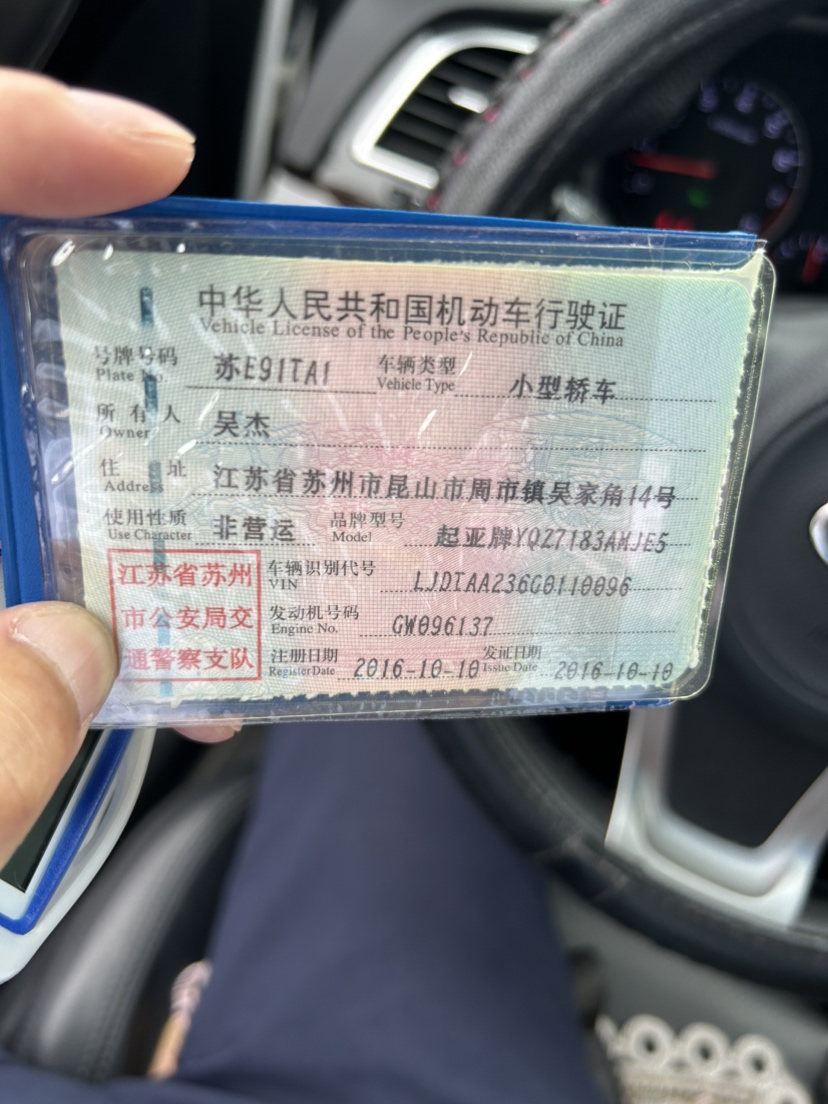 中华人民共和国机动车行驶证
Vehicle License of the People's Republic of China
号牌号码 苏E91TA1 车辆类型 小型轿车
Plate No. Vehicle Type
所有人 吴杰
Owner
住址 江苏省苏州市昆山市周市镇吴家角14号
Address
使用性质 非营运 品牌型号 起亚牌YQZ7183AMJE5
Use Character Model
江苏省苏州 车辆识别代号 LJDTAA236G0110096
VIN
市公安局交 发动机号码 GW096137
Engine No.
通警察支队 注册日期 2016-10-10 发证日期 2016-10-10
Register Date Issue Date